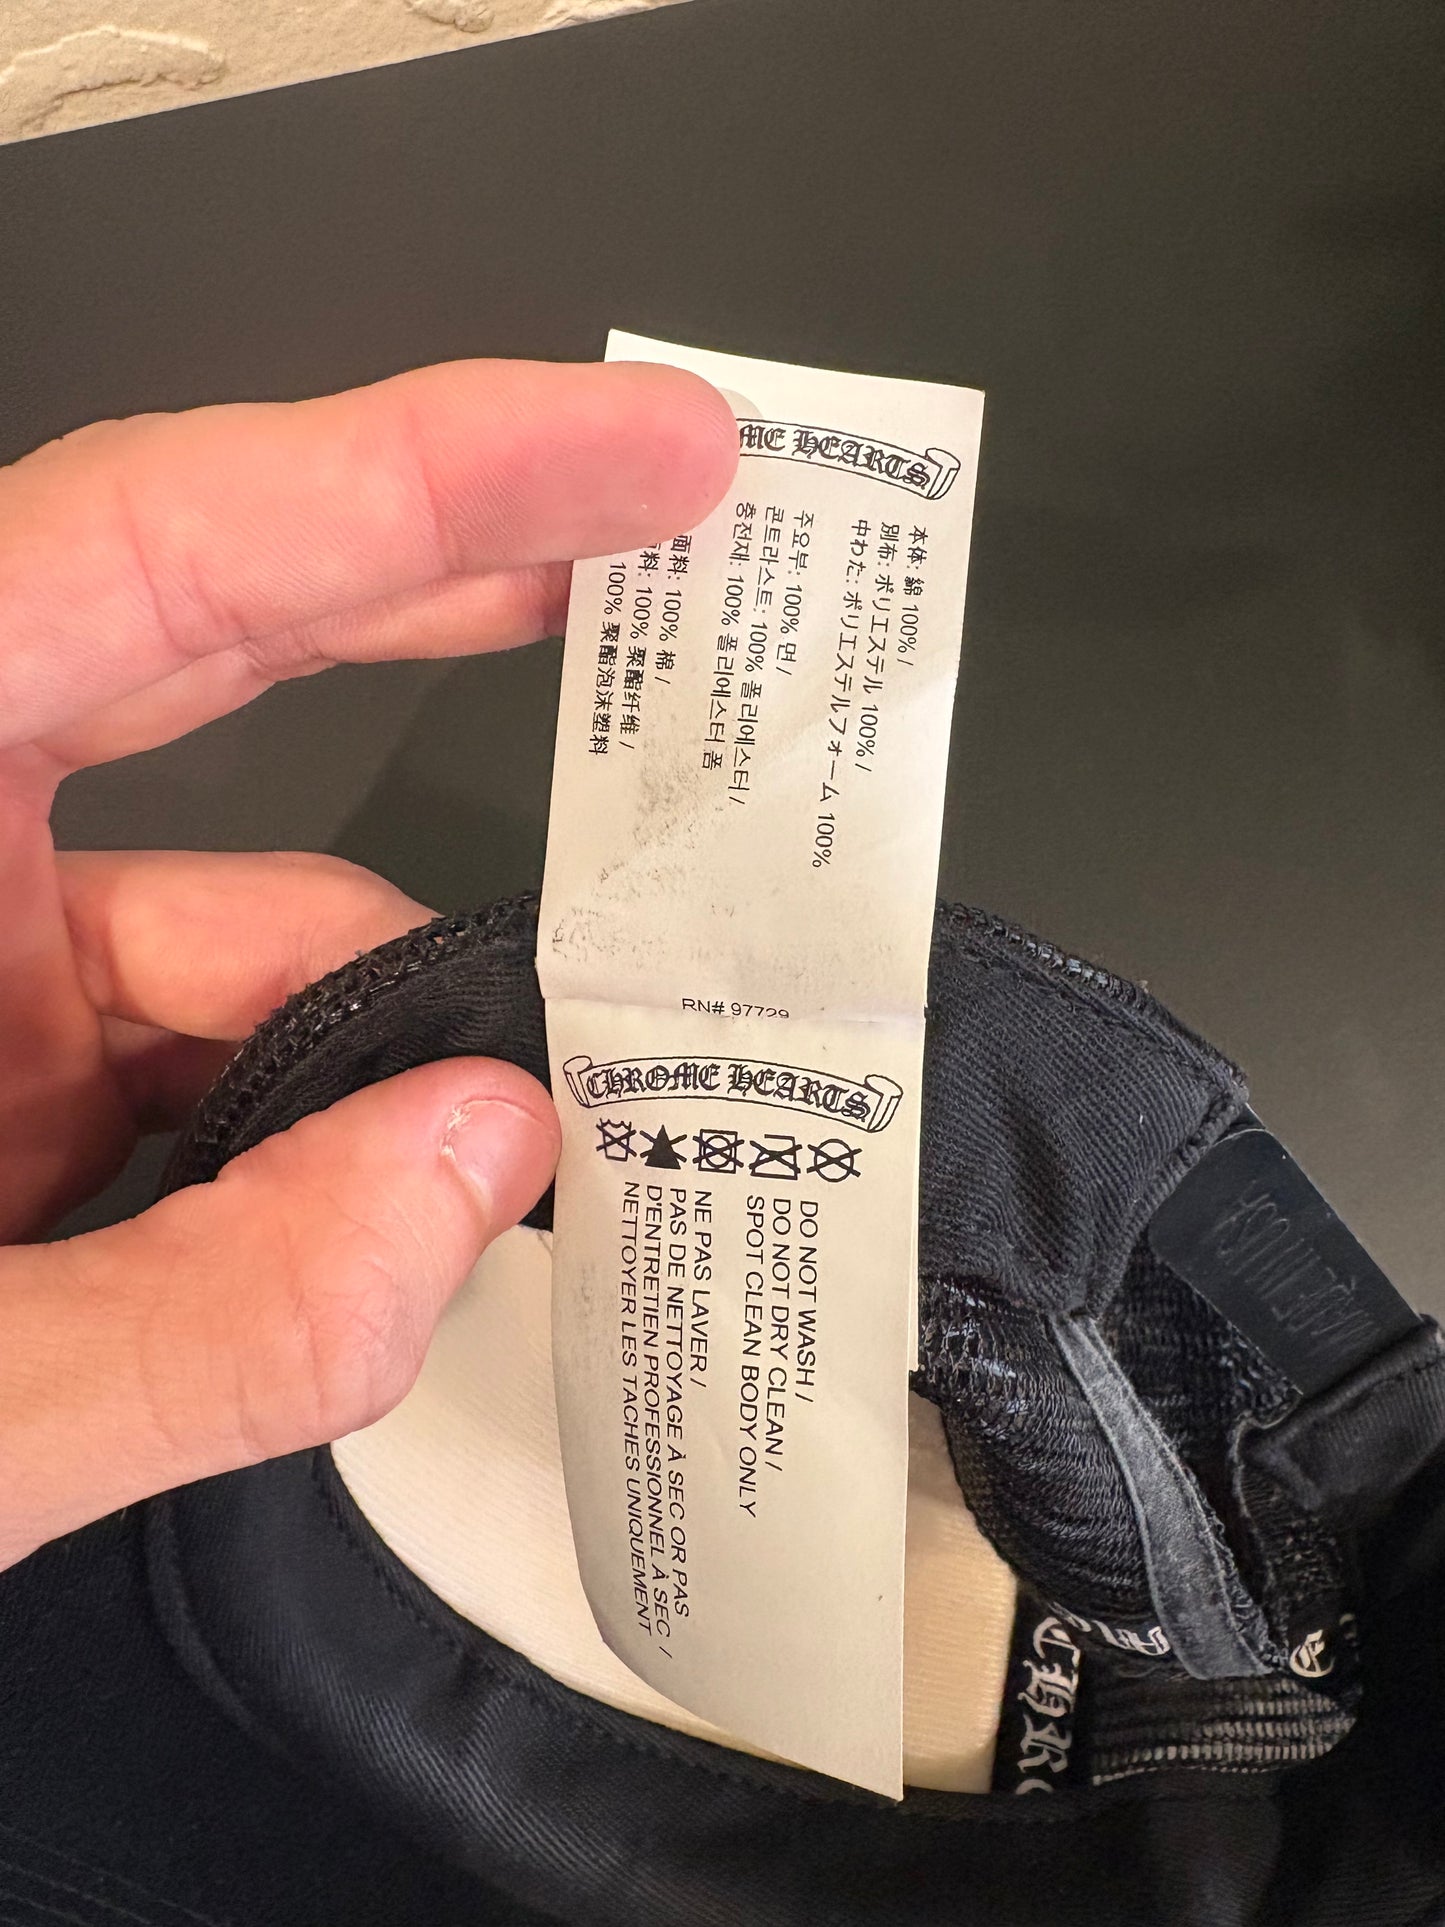 ME HEARTS
本体: 綿 100% /
別布: ポリエステル 100% /
中わた: ポリエステルフォーム 100%
주요부: 100% 면 /
콘트라스트: 100% 폴리에스터 /
충전재: 100% 폴리에스터 폼
面料: 100% 棉 /
料: 100% 聚酯纤维 /
100% 聚酯泡沫塑料
RN# 97729
CHROME HEARTS
DO NOT WASH /
DO NOT DRY CLEAN /
SPOT CLEAN BODY ONLY
NE PAS LAVER /
PAS DE NETTOYAGE À SEC OR PAS
D'ENTRETIEN PROFESSIONNEL À SEC /
NETTOYER LES TACHES UNIQUEMENT
CHRO